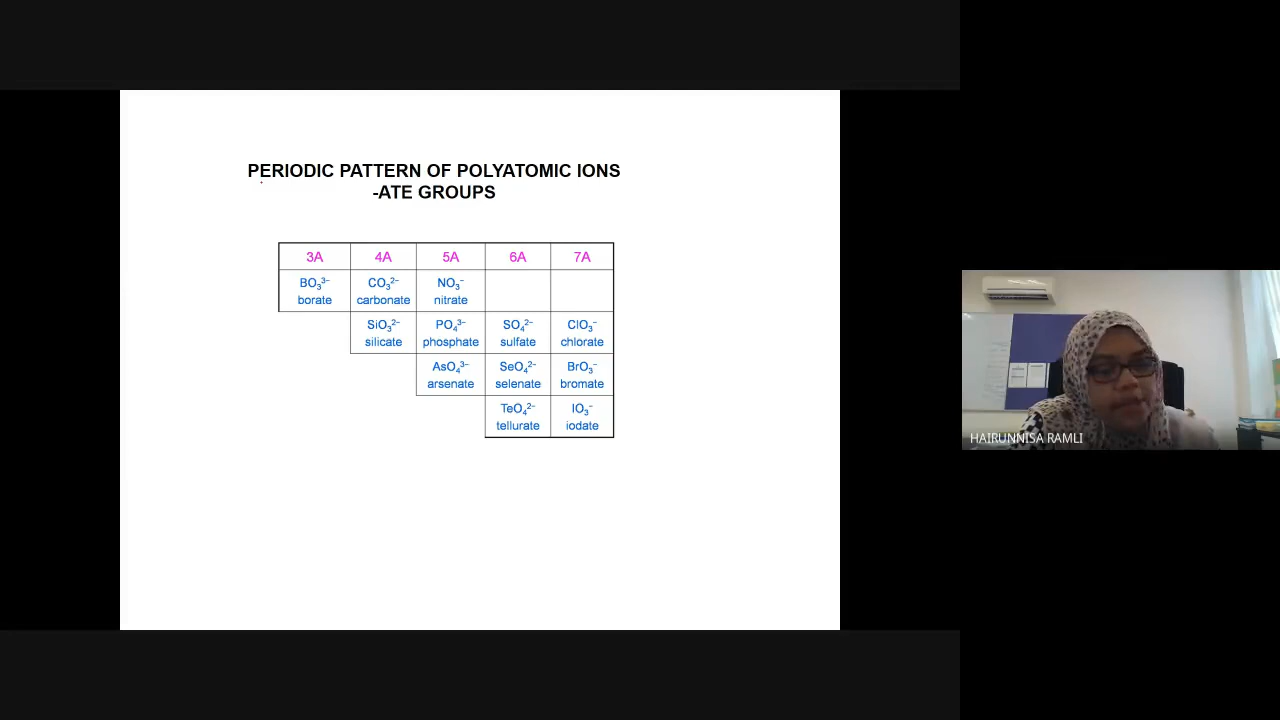 PERIODIC PATTERN OF POLYATOMIC IONS
-ATE GROUPS
3A 4A 5A 6A 7A
BO₃³⁻ CO₃²⁻ NO₃⁻
borate carbonate nitrate
SiO₃²⁻ PO₄³⁻ SO₄²⁻ ClO₃⁻
silicate phosphate sulfate chlorate
AsO₄³⁻ SeO₄²⁻ BrO₃⁻
arsenate selenate bromate
TeO₄²⁻ IO₃⁻
tellurate iodate
HAIRUNNISA RAMLI